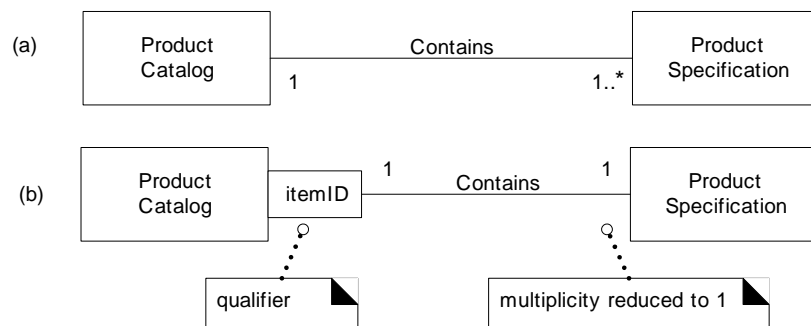 (a)
Product
Catalog
Contains
Product
Specification
1
1..*
(b)
Product
Catalog
itemID
1
Contains
1
Product
Specification
qualifier
multiplicity reduced to 1